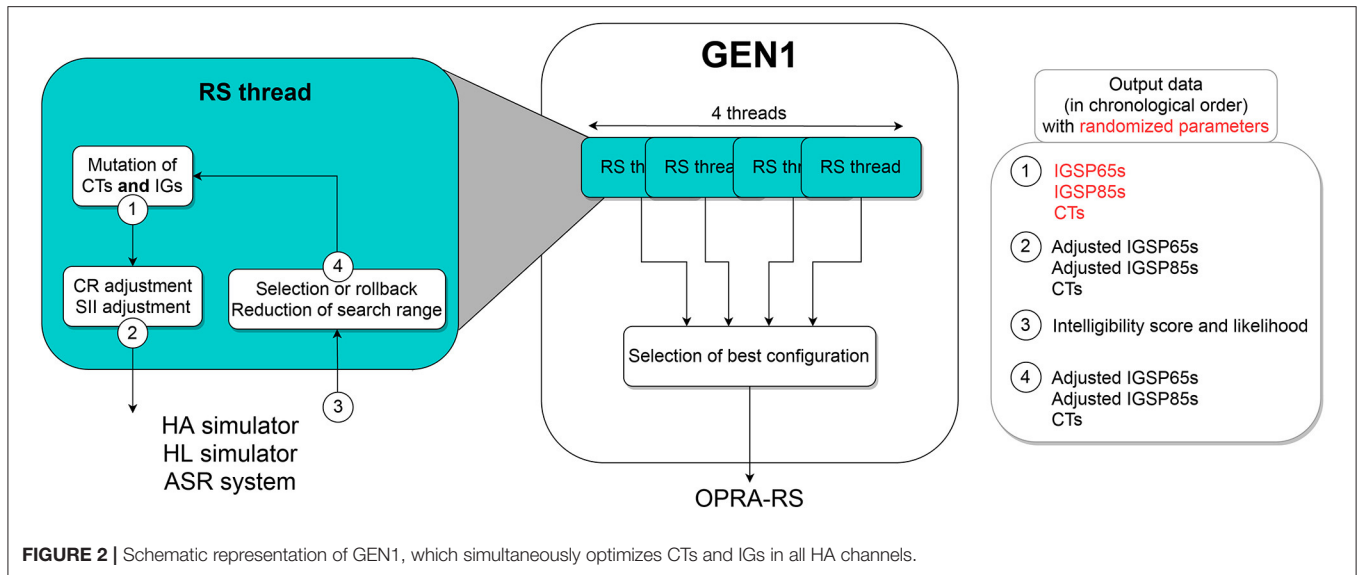 RS thread
Mutation of
CTs and IGs
1
CR adjustment
SII adjustment
2
4
Selection or rollback
Reduction of search range
3
HA simulator
HL simulator
ASR system
GEN1
4 threads
RS th
RS threa
RS thr
RS thread
Selection of best configuration
OPRA-RS
Output data
(in chronological order)
with randomized parameters
1 IGSP65s
IGSP85s
CTs
2 Adjusted IGSP65s
Adjusted IGSP85s
CTs
3 Intelligibility score and likelihood
4 Adjusted IGSP65s
Adjusted IGSP85s
CTs
FIGURE 2 | Schematic representation of GEN1, which simultaneously optimizes CTs and IGs in all HA channels.